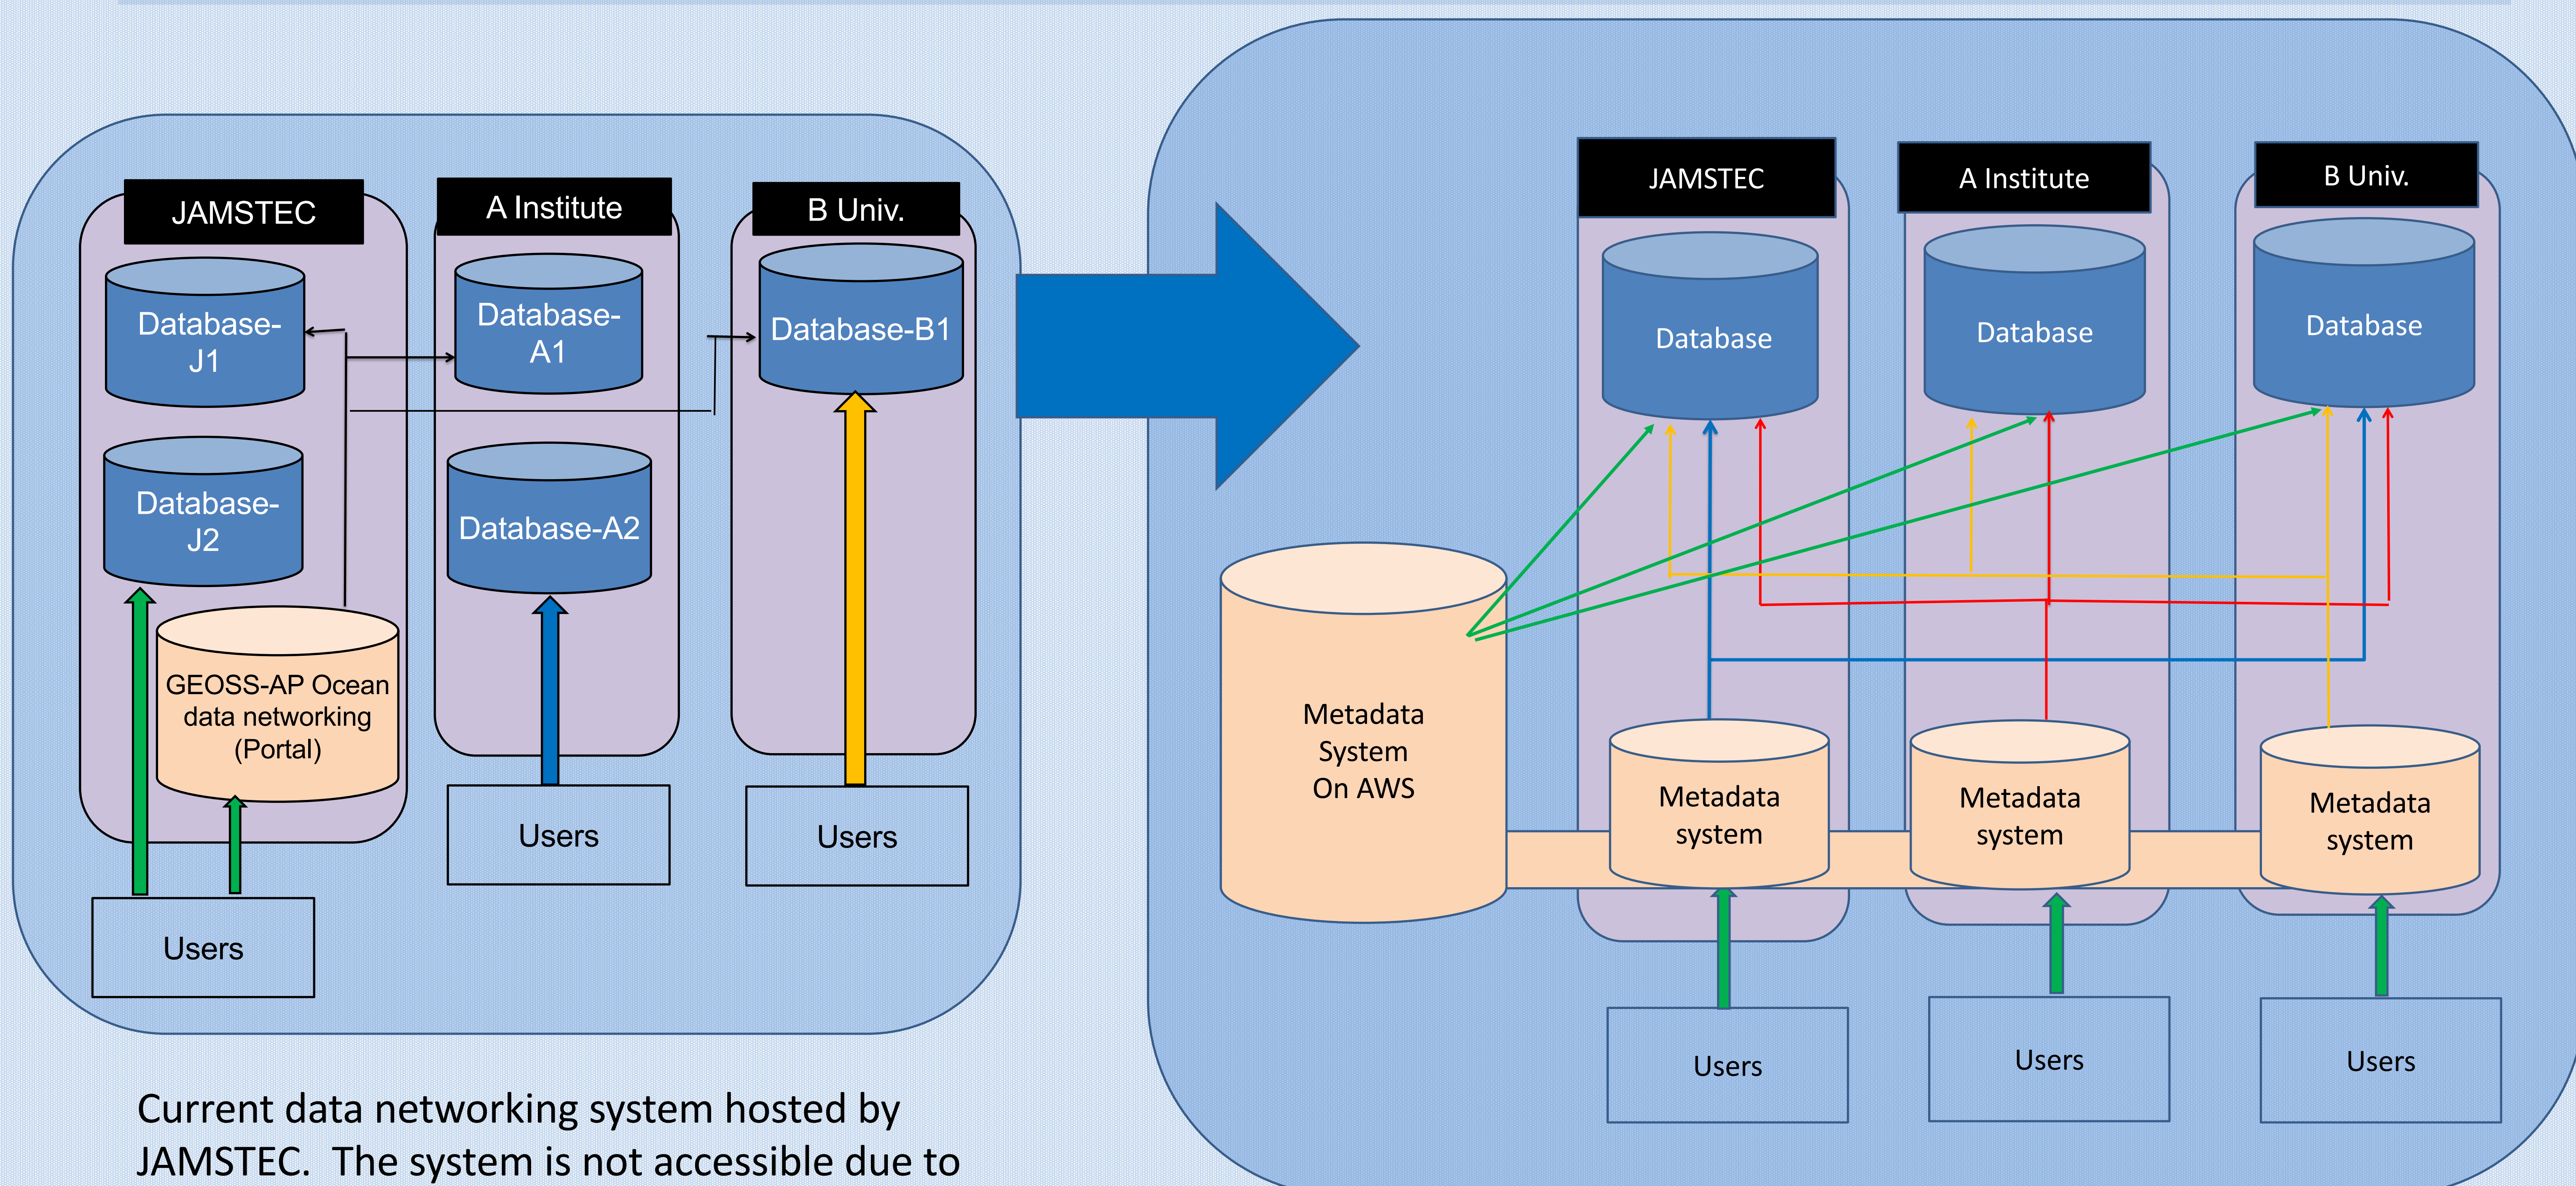 JAMSTEC
A Institute
B Univ.
Database-
J1
Database-
A1
Database-B1
Database-
J2
Database-A2
GEOSS-AP Ocean
data networking
(Portal)
Users
Users
Users
Current data networking system hosted by
JAMSTEC.  The system is not accessible due to
JAMSTEC
A Institute
B Univ.
Database
Database
Database
Metadata
System
On AWS
Metadata
system
Metadata
system
Metadata
system
Users
Users
Users